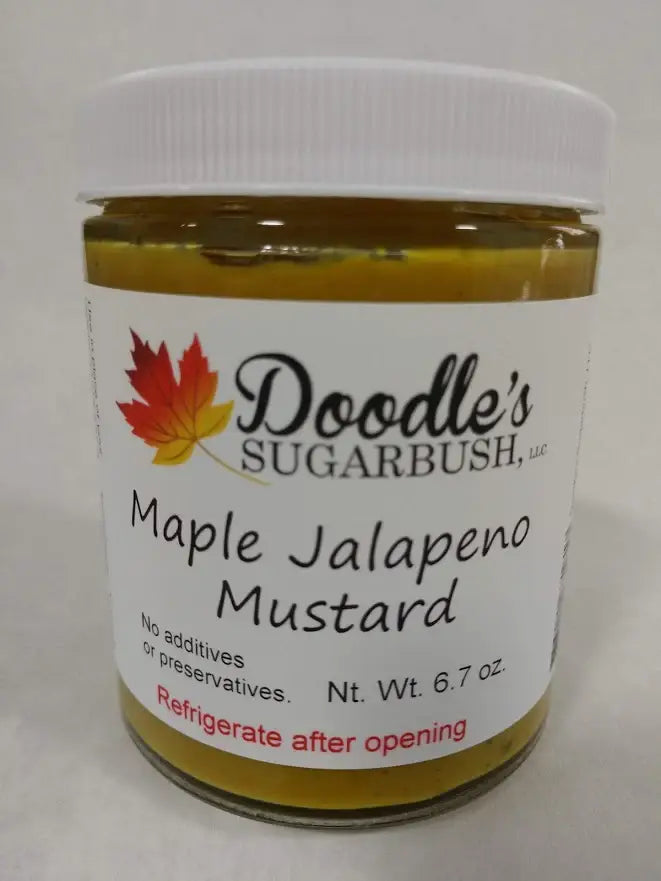 Doodle's
SUGARBUSH, LLC
Maple Jalapeno
Mustard
No additives
or preservatives.
Nt. Wt. 6.7 oz.
Refrigerate after opening